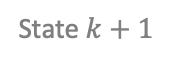 State k + 1